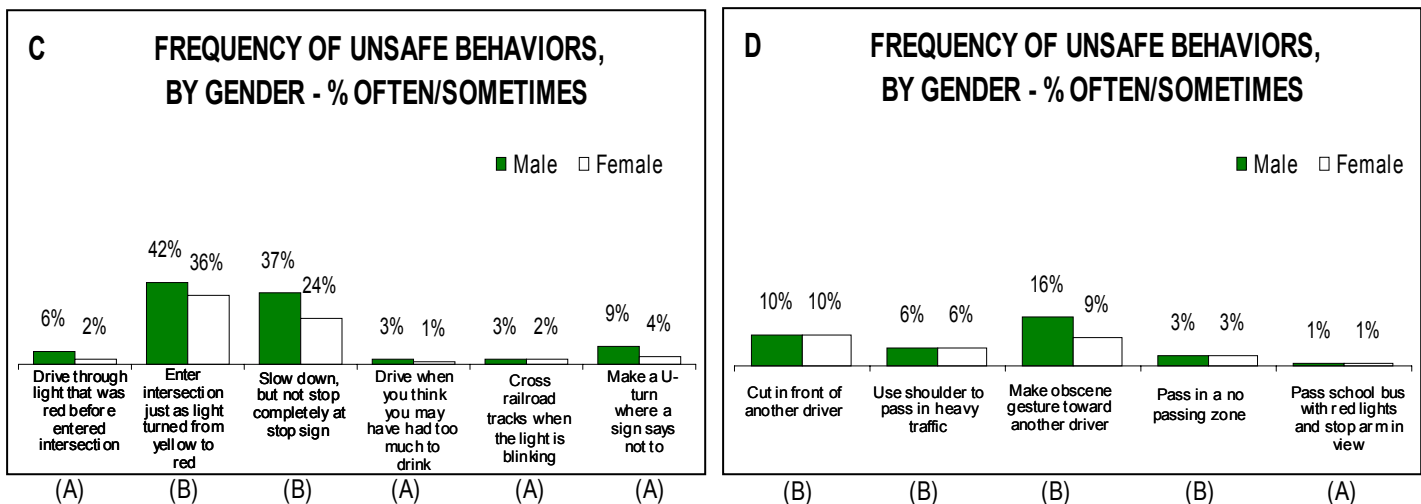 C FREQUENCY OF UNSAFE BEHAVIORS,
BY GENDER - % OFTEN/SOMETIMES
Male Female
6% 2% 42% 36% 37% 24% 3% 1% 3% 2% 9% 4%
Drive through
light that was
red before
entered
intersection
Enter
intersection
just as light
turned from
yellow to
red
Slow down,
but not stop
completely at
stop sign
Drive when
you think
you may
have had too
much to
drink
Cross
railroad
tracks when
the light is
blinking
Make a U-
turn
where a
sign says
not to
(A) (B) (B) (A) (A) (A)
D FREQUENCY OF UNSAFE BEHAVIORS,
BY GENDER - % OFTEN/SOMETIMES
Male Female
10% 10% 6% 6% 16% 9% 3% 3% 1% 1%
Cut in front of
another driver
Use shoulder to
pass in heavy
traffic
Make obscene
gesture toward
another driver
Pass in a no
passing zone
Pass school bus
with red lights
and stop arm in
view
(B) (B) (B) (B) (A)